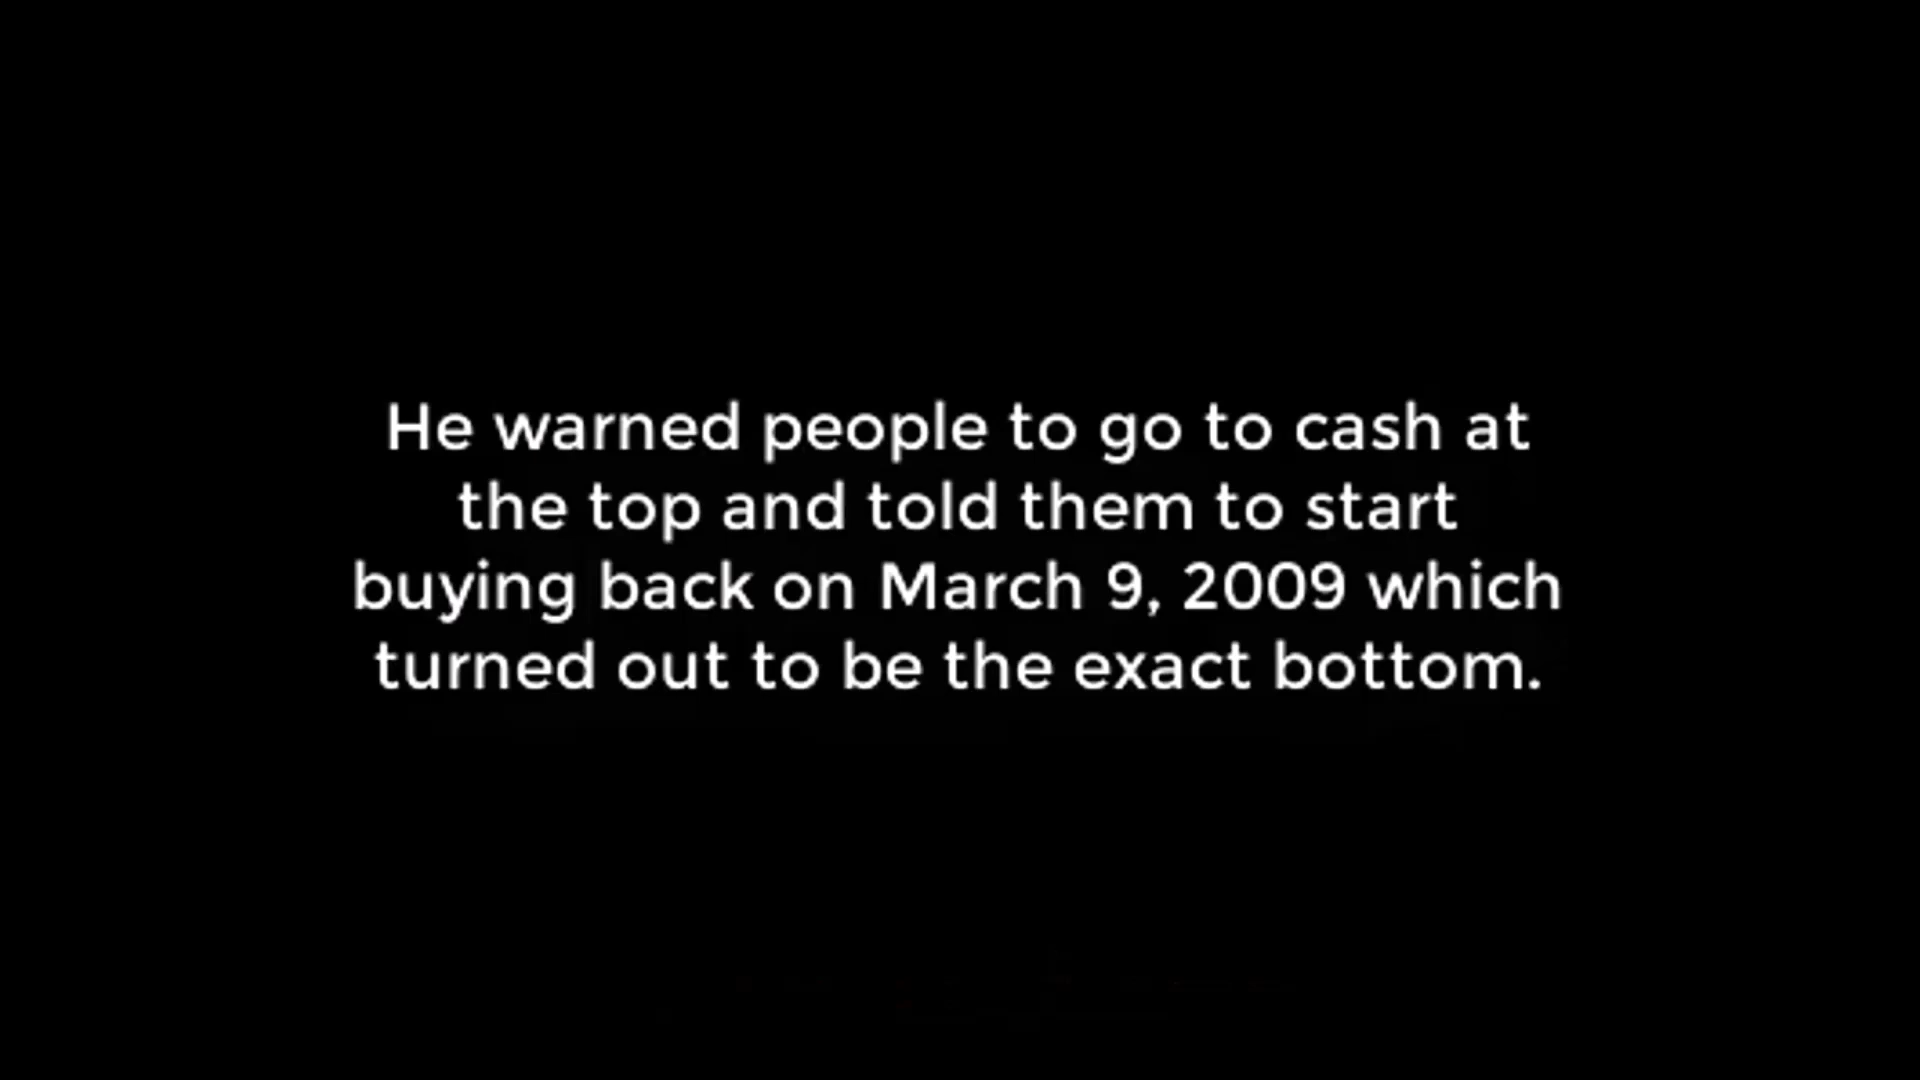 He warned people to go to cash at
the top and told them to start
buying back on March 9, 2009 which
turned out to be the exact bottom.